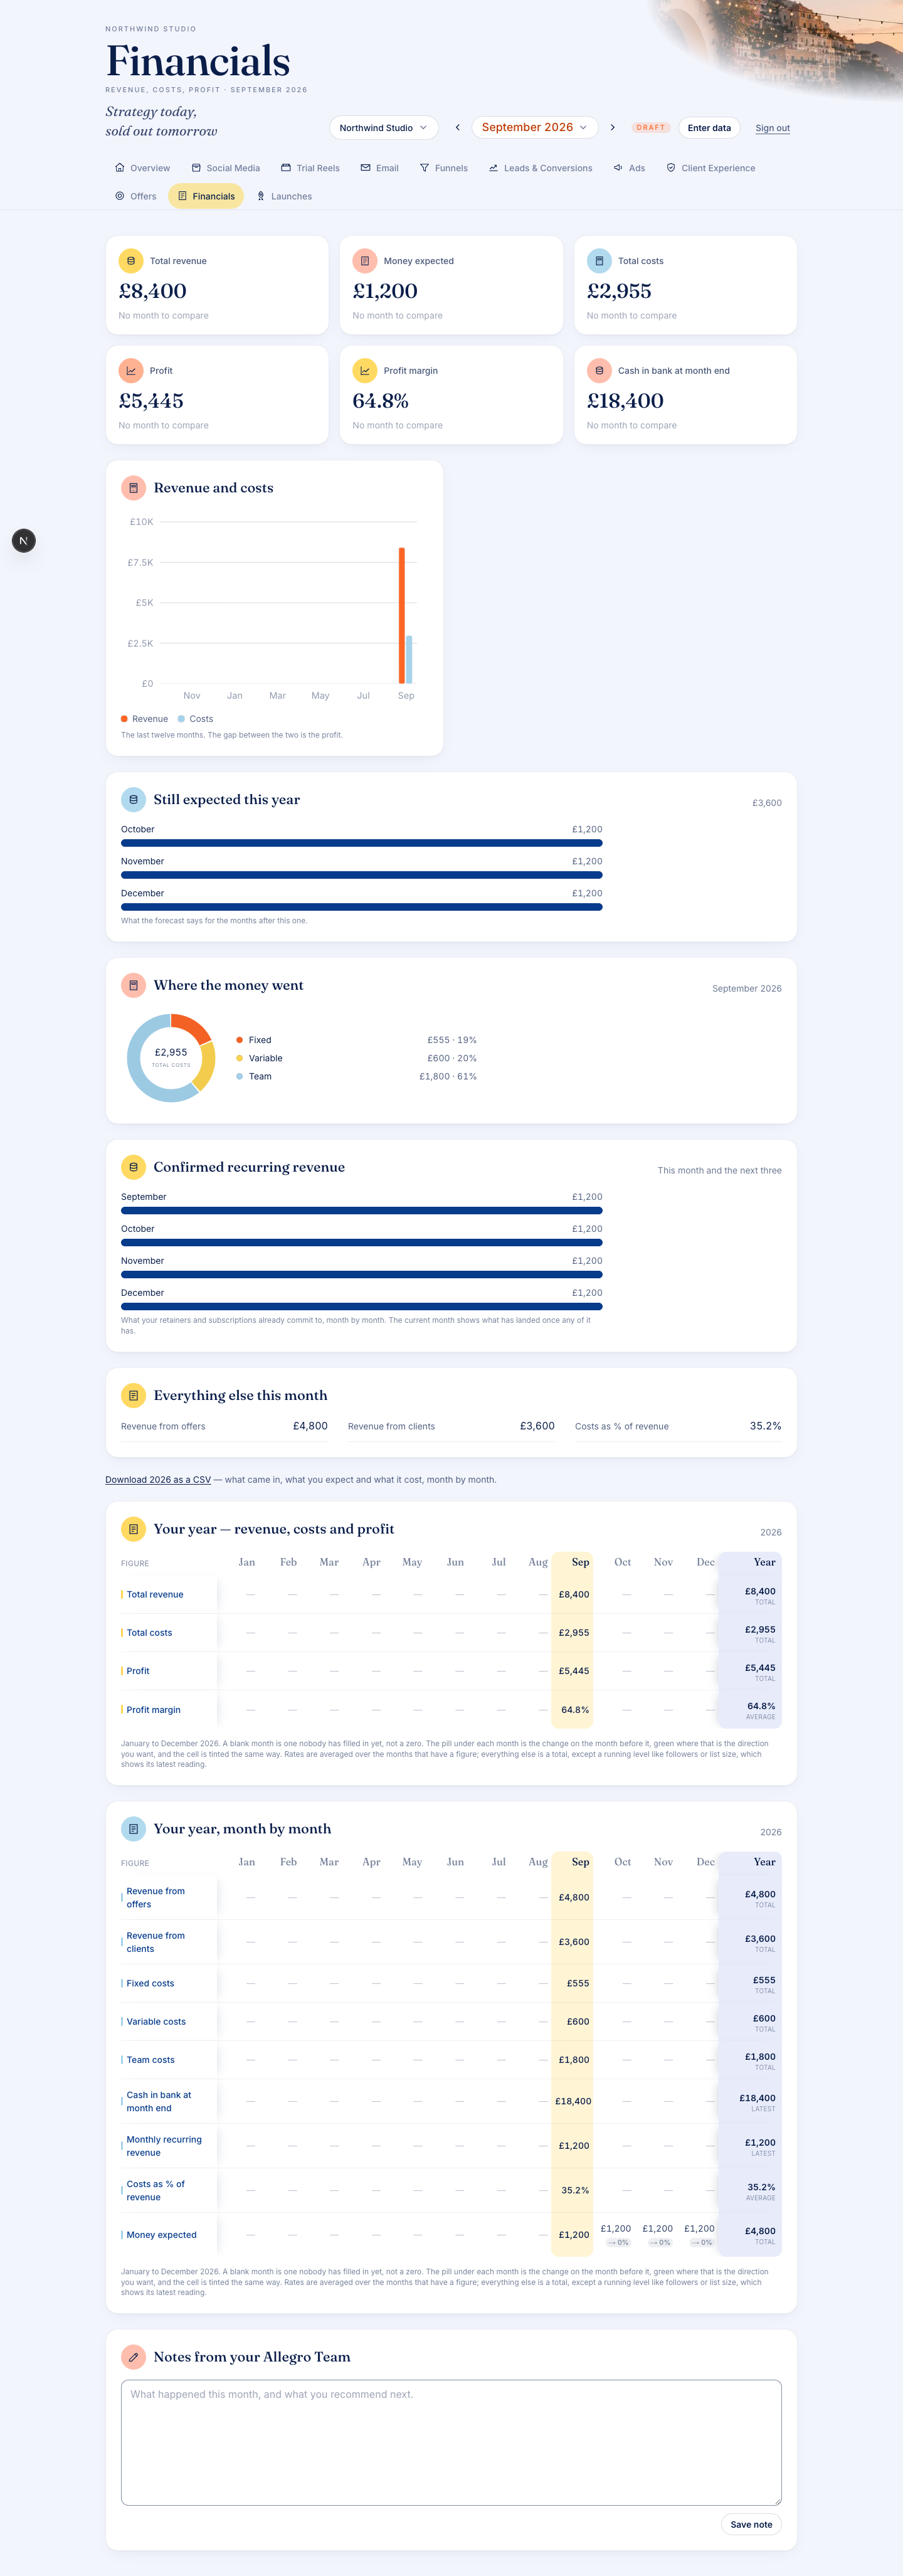 NORTHWIND STUDIO
Financials
REVENUE, COSTS, PROFIT · SEPTEMBER 2026
Strategy today,
sold out tomorrow
Northwind Studio
September 2026
DRAFT
Enter data
Sign out
Overview
Social Media
Trial Reels
Email
Funnels
Leads & Conversions
Ads
Client Experience
Offers
Financials
Launches
Total revenue
£8,400
No month to compare
Money expected
£1,200
No month to compare
Total costs
£2,955
No month to compare
Profit
£5,445
No month to compare
Profit margin
64.8%
No month to compare
Cash in bank at month end
£18,400
No month to compare
Revenue and costs
£10K
£7.5K
£5K
£2.5K
£0
Nov Jan Mar May Jul Sep
Revenue Costs
The last twelve months. The gap between the two is the profit.
N
Still expected this year
£3,600
October £1,200
November £1,200
December £1,200
What the forecast says for the months after this one.
Where the money went
September 2026
£2,955
TOTAL COSTS
Fixed £555 · 19%
Variable £600 · 20%
Team £1,800 · 61%
Confirmed recurring revenue
This month and the next three
September £1,200
October £1,200
November £1,200
December £1,200
What your retainers and subscriptions already commit to, month by month. The current month shows what has landed once any of it
has.
Everything else this month
Revenue from offers £4,800
Revenue from clients £3,600
Costs as % of revenue 35.2%
Download 2026 as a CSV — what came in, what you expect and what it cost, month by month.
Your year — revenue, costs and profit
2026
FIGURE Jan Feb Mar Apr May Jun Jul Aug Sep Oct Nov Dec Year
Total revenue — — — — — — — — £8,400 — — — £8,400
TOTAL
Total costs — — — — — — — — £2,955 — — — £2,955
TOTAL
Profit — — — — — — — — £5,445 — — — £5,445
TOTAL
Profit margin — — — — — — — — 64.8% — — — 64.8%
AVERAGE
January to December 2026. A blank month is one nobody has filled in yet, not a zero. The pill under each month is the change on the month before it, green where that is the direction
you want, and the cell is tinted the same way. Rates are averaged over the months that have a figure; everything else is a total, except a running level like followers or list size, which
shows its latest reading.
Your year, month by month
2026
FIGURE Jan Feb Mar Apr May Jun Jul Aug Sep Oct Nov Dec Year
Revenue from
offers — — — — — — — — £4,800 — — — £4,800
TOTAL
Revenue from
clients — — — — — — — — £3,600 — — — £3,600
TOTAL
Fixed costs — — — — — — — — £555 — — — £555
TOTAL
Variable costs — — — — — — — — £600 — — — £600
TOTAL
Team costs — — — — — — — — £1,800 — — — £1,800
TOTAL
Cash in bank at
month end — — — — — — — — £18,400 — — — £18,400
LATEST
Monthly recurring
revenue — — — — — — — — £1,200 — — — £1,200
LATEST
Costs as % of
revenue — — — — — — — — 35.2% — — — 35.2%
AVERAGE
Money expected — — — — — — — — £1,200 £1,200 £1,200 £1,200 £4,800
→ 0% → 0% → 0% TOTAL
January to December 2026. A blank month is one nobody has filled in yet, not a zero. The pill under each month is the change on the month before it, green where that is the direction
you want, and the cell is tinted the same way. Rates are averaged over the months that have a figure; everything else is a total, except a running level like followers or list size, which
shows its latest reading.
Notes from your Allegro Team
What happened this month, and what you recommend next.
Save note